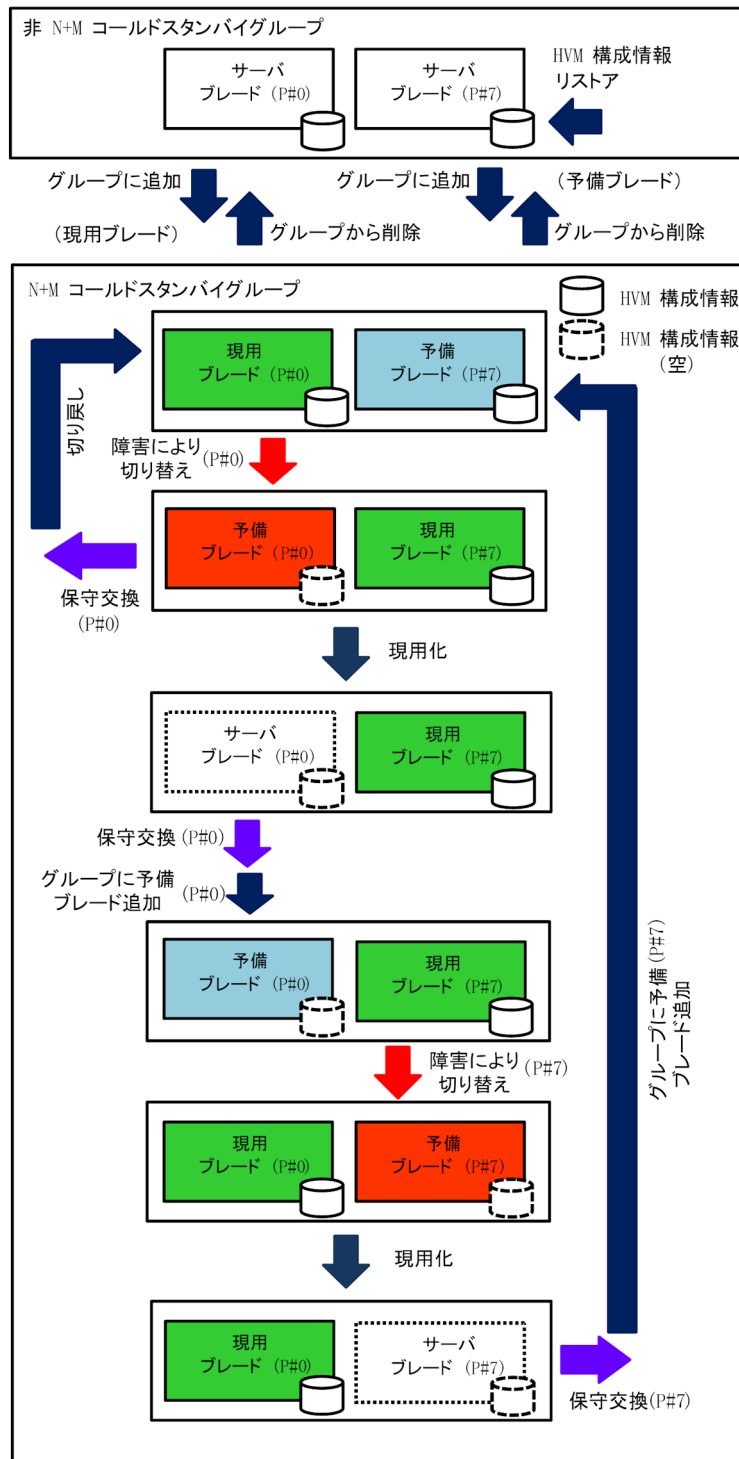 非 N+M コールドスタンバイグループ
サーバ
ブレード (P#0)
サーバ
ブレード (P#7)
HVM 構成情報
リストア
グループに追加
(現用ブレード)
グループから削除
グループに追加
(予備ブレード)
グループから削除
N+M コールドスタンバイグループ
HVM 構成情報
HVM 構成情報
(空)
現用
ブレード (P#0)
予備
ブレード (P#7)
切り戻し
障害により
切り替え
(P#0)
予備
ブレード (P#0)
現用
ブレード (P#7)
保守交換
(P#0)
現用化
サーバ
ブレード (P#0)
現用
ブレード (P#7)
保守交換 (P#0)
グループに予備
ブレード追加
(P#0)
予備
ブレード (P#0)
現用
ブレード (P#7)
障害により
切り替え
(P#7)
グループに予備
ブレード追加
(P#7)
現用
ブレード (P#0)
予備
ブレード (P#7)
現用化
現用
ブレード (P#0)
サーバ
ブレード (P#7)
保守交換(P#7)